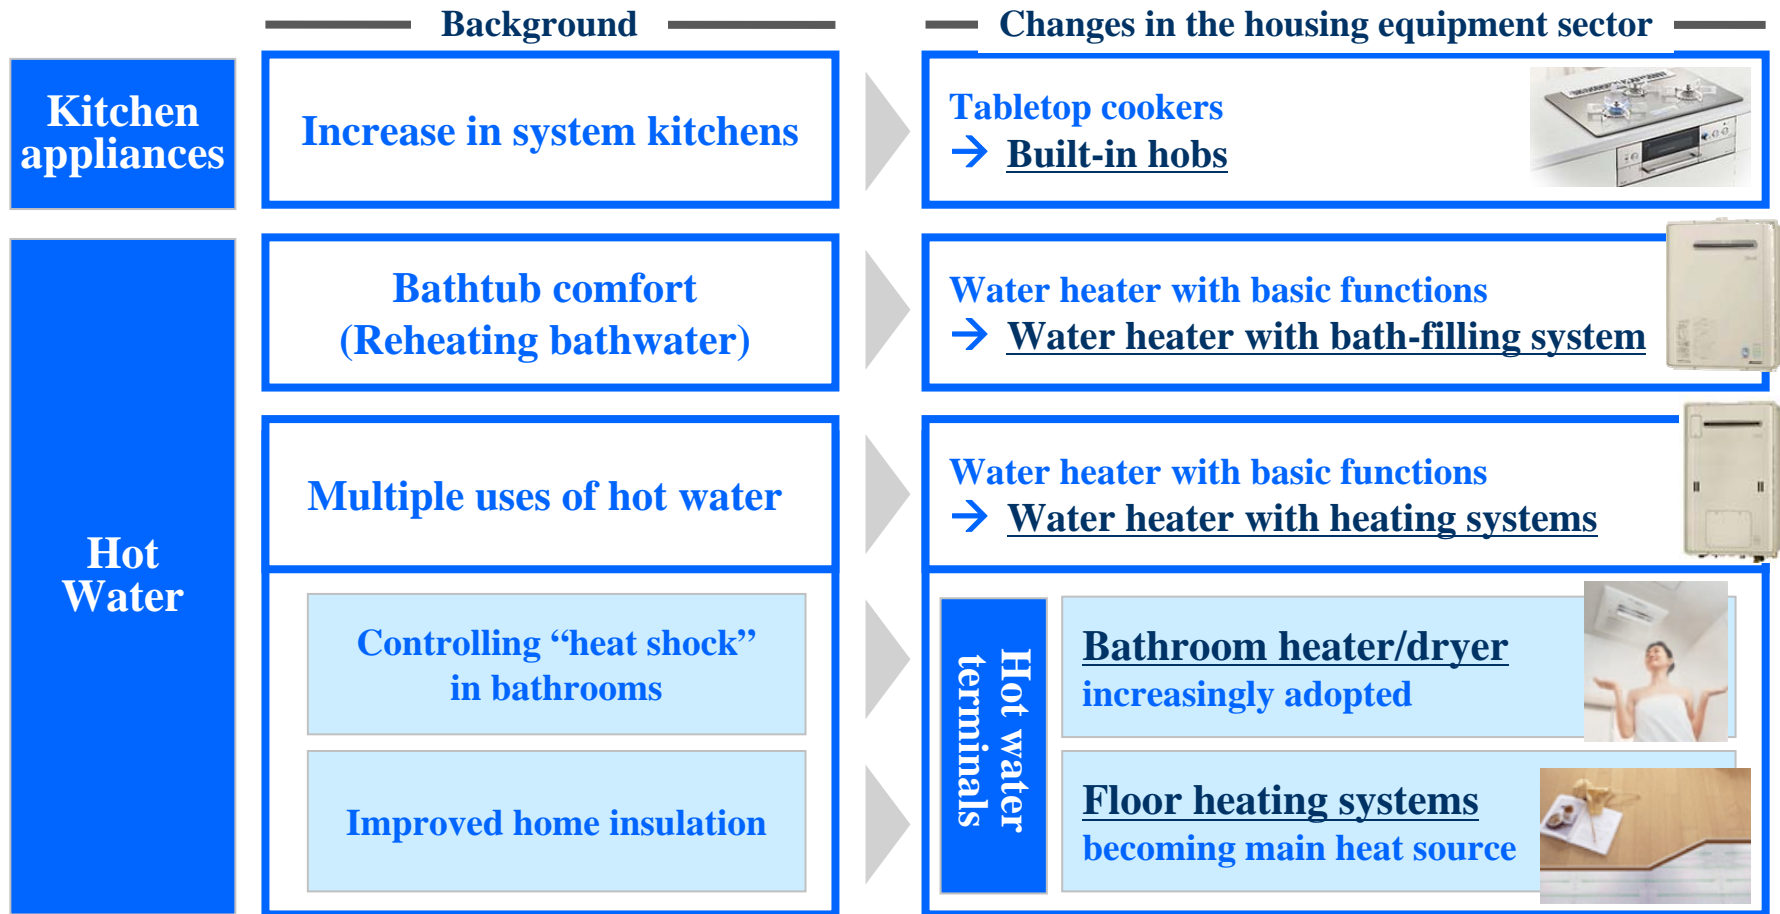 Background
Changes in the housing equipment sector
Kitchen
appliances
Increase in system kitchens
Tabletop cookers
→ Built-in hobs
Hot
Water
Bathtub comfort
(Reheating bathwater)
Water heater with basic functions
→ Water heater with bath-filling system
Multiple uses of hot water
Water heater with basic functions
→ Water heater with heating systems
Controlling “heat shock”
in bathrooms
Hot water
terminals
Bathroom heater/dryer
increasingly adopted
Improved home insulation
Floor heating systems
becoming main heat source